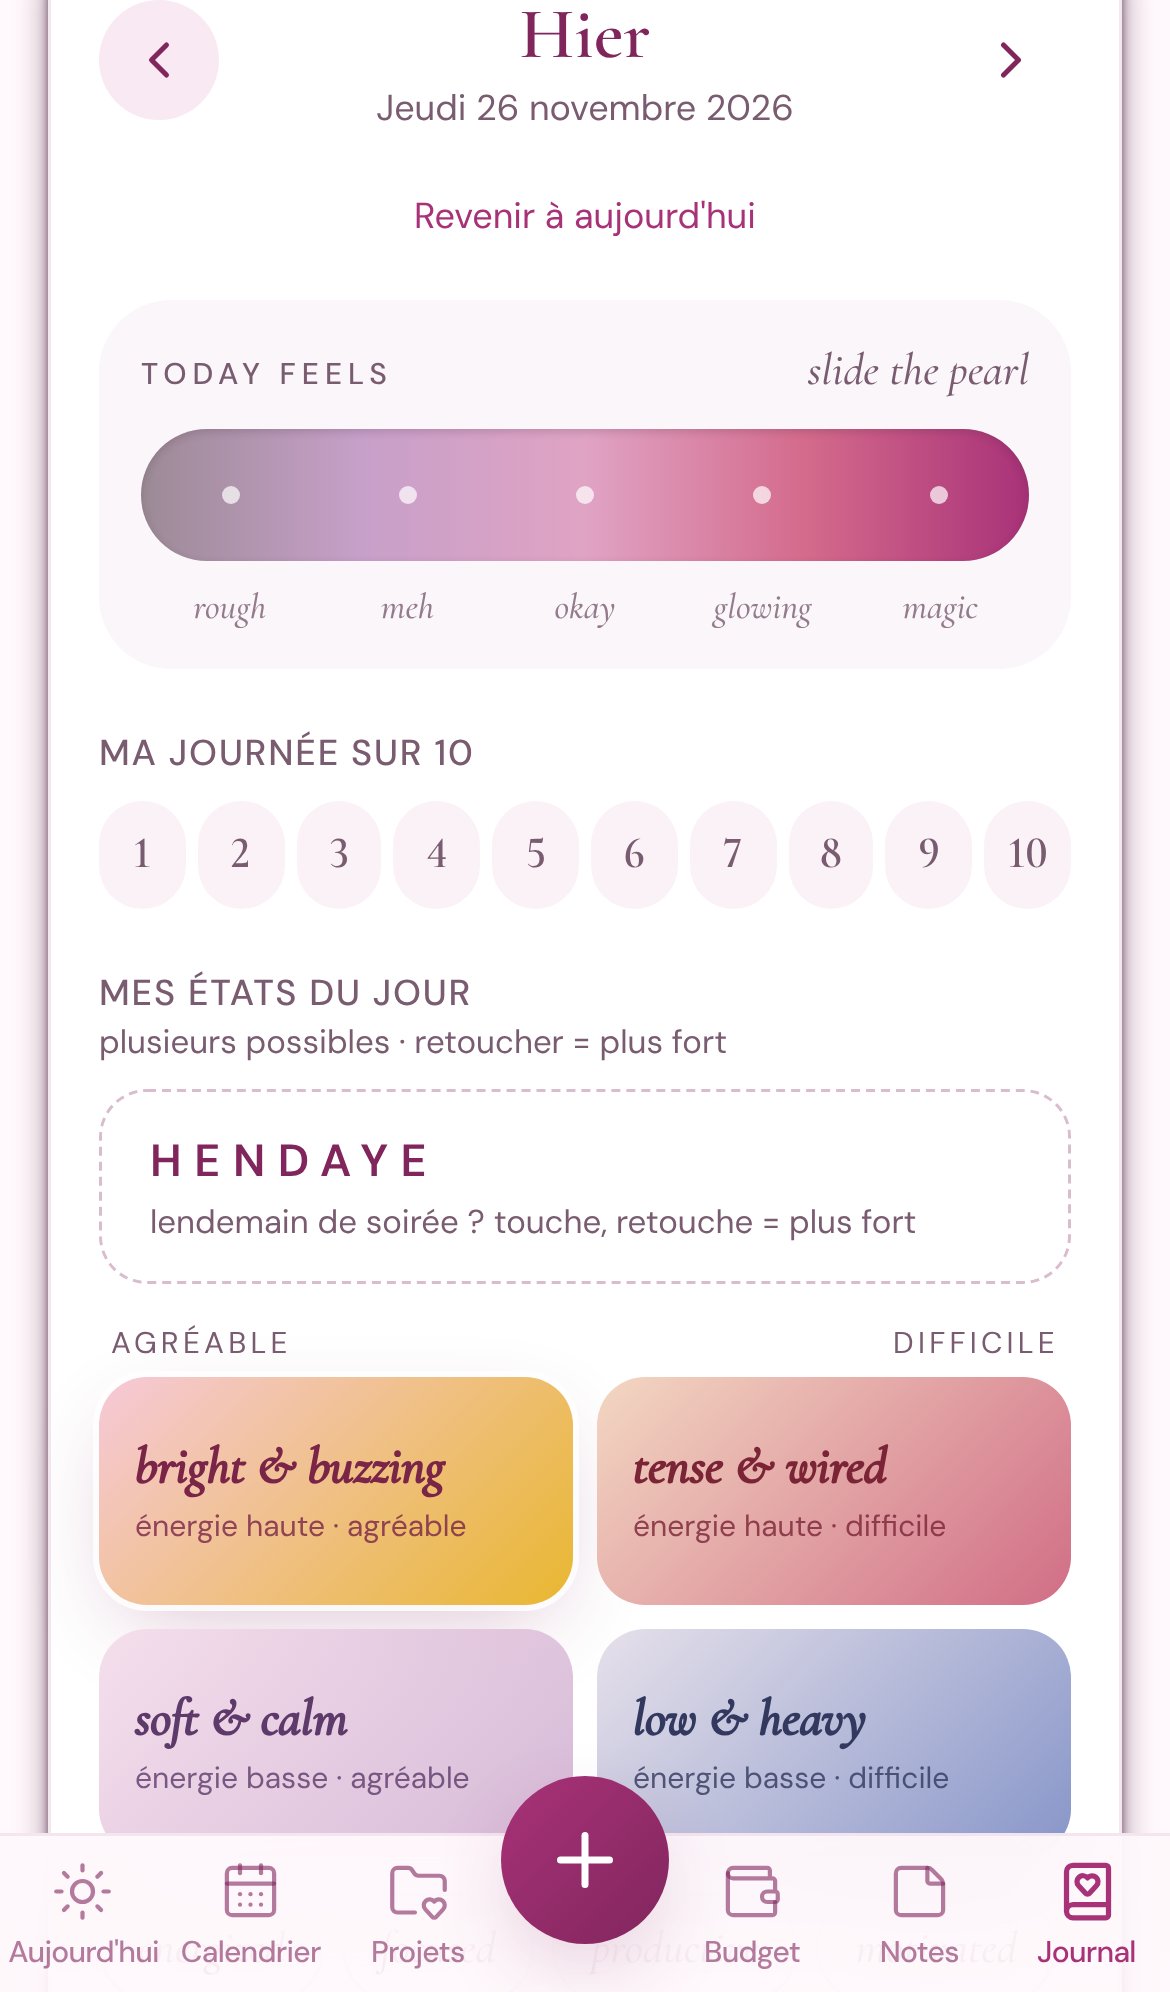 Hier
Jeudi 26 novembre 2026
Revenir à aujourd'hui
TODAY FEELS
slide the pearl
rough meh okay glowing magic
MA JOURNÉE SUR 10
1 2 3 4 5 6 7 8 9 10
MES ÉTATS DU JOUR
plusieurs possibles · retoucher = plus fort
HENDAYE
lendemain de soirée ? touche, retouche = plus fort
AGRÉABLE DIFFICILE
bright & buzzing
énergie haute · agréable
tense & wired
énergie haute · difficile
soft & calm
énergie basse · agréable
low & heavy
énergie basse · difficile
Aujourd'hui Calendrier Projets Budget Notes Journal